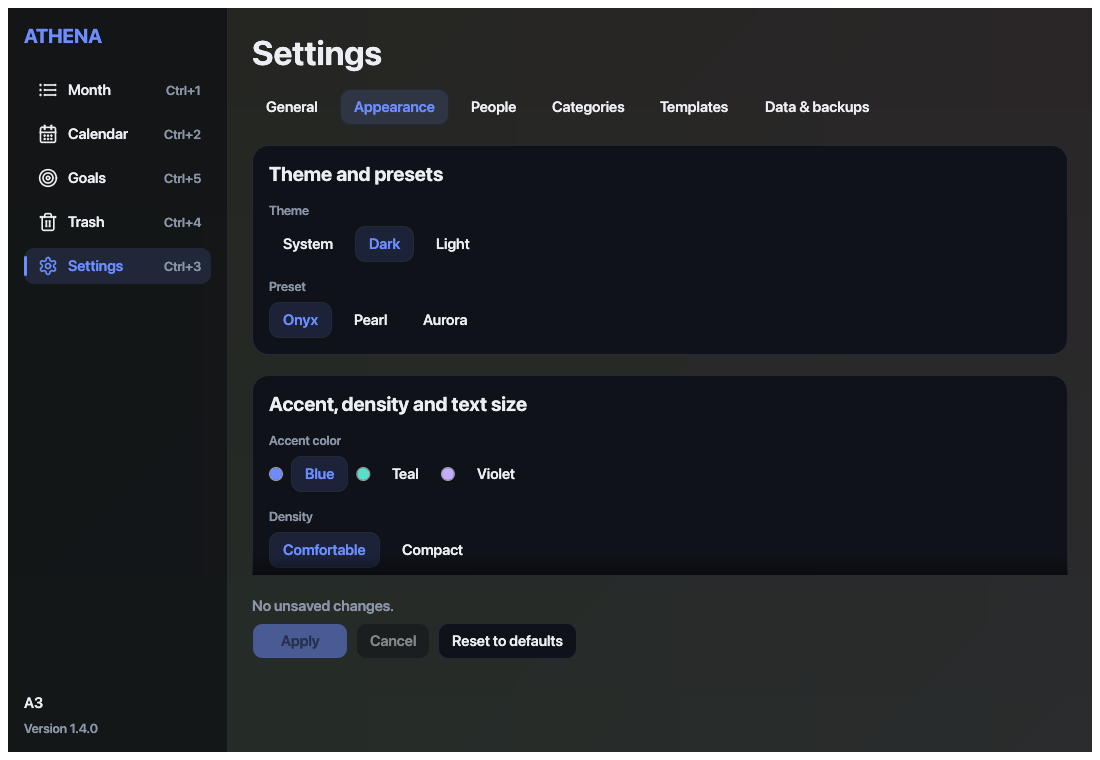 ATHENA
Month Ctrl+1
Calendar Ctrl+2
Goals Ctrl+5
Trash Ctrl+4
Settings Ctrl+3
A3
Version 1.4.0
Settings
General Appearance People Categories Templates Data & backups
Theme and presets
Theme
System Dark Light
Preset
Onyx Pearl Aurora
Accent, density and text size
Accent color
Blue Teal Violet
Density
Comfortable Compact
No unsaved changes.
Apply Cancel Reset to defaults